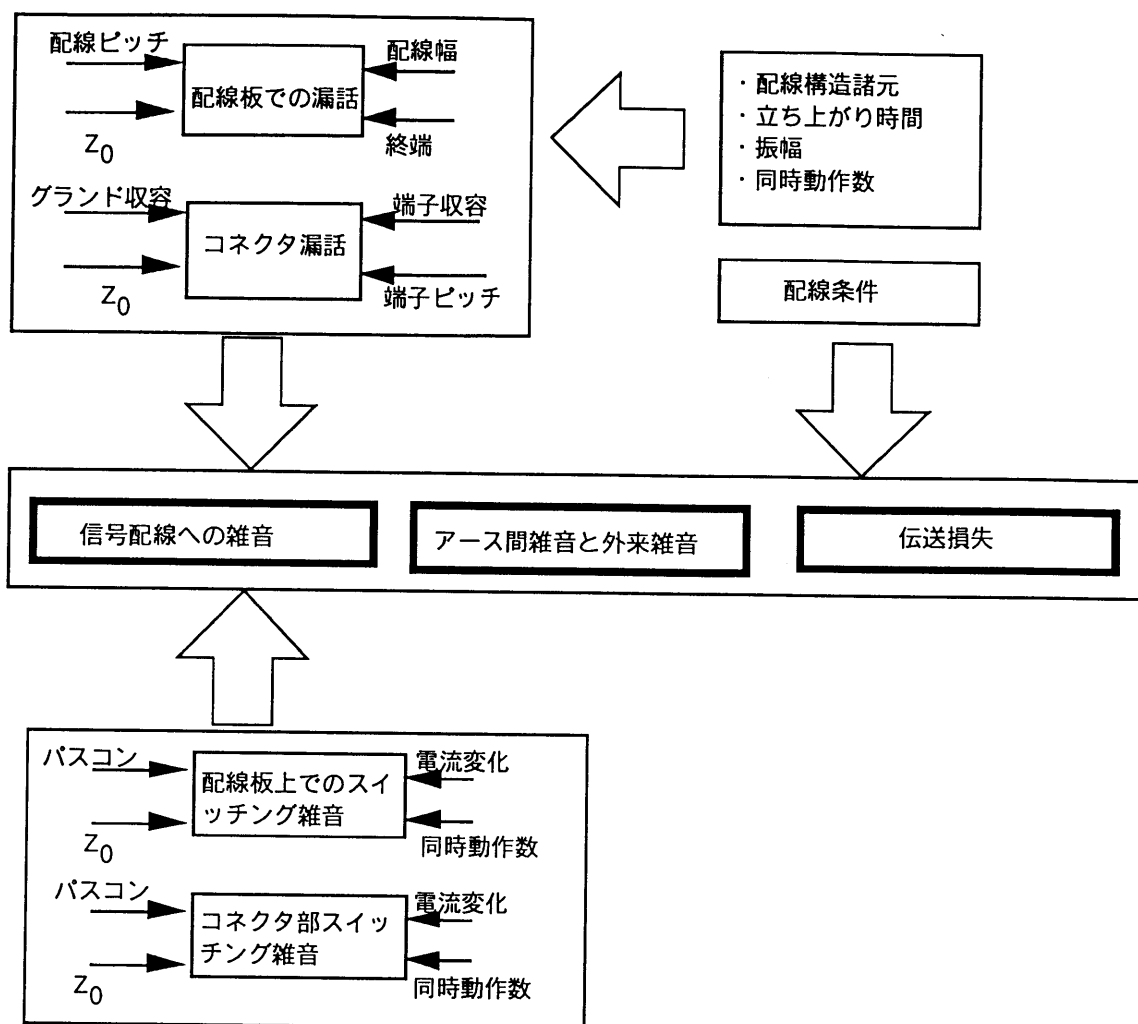 配線ピッチ
配線幅
配線板での漏話
Z0
終端
グランド収容
端子収容
コネクタ漏話
Z0
端子ピッチ
・配線構造諸元
・立ち上がり時間
・振幅
・同時動作数
配線条件
信号配線への雑音
アース間雑音と外来雑音
伝送損失
パスコン
電流変化
配線板上でのスイ
ッチング雑音
Z0
同時動作数
パスコン
電流変化
コネクタ部スイッ
チング雑音
Z0
同時動作数